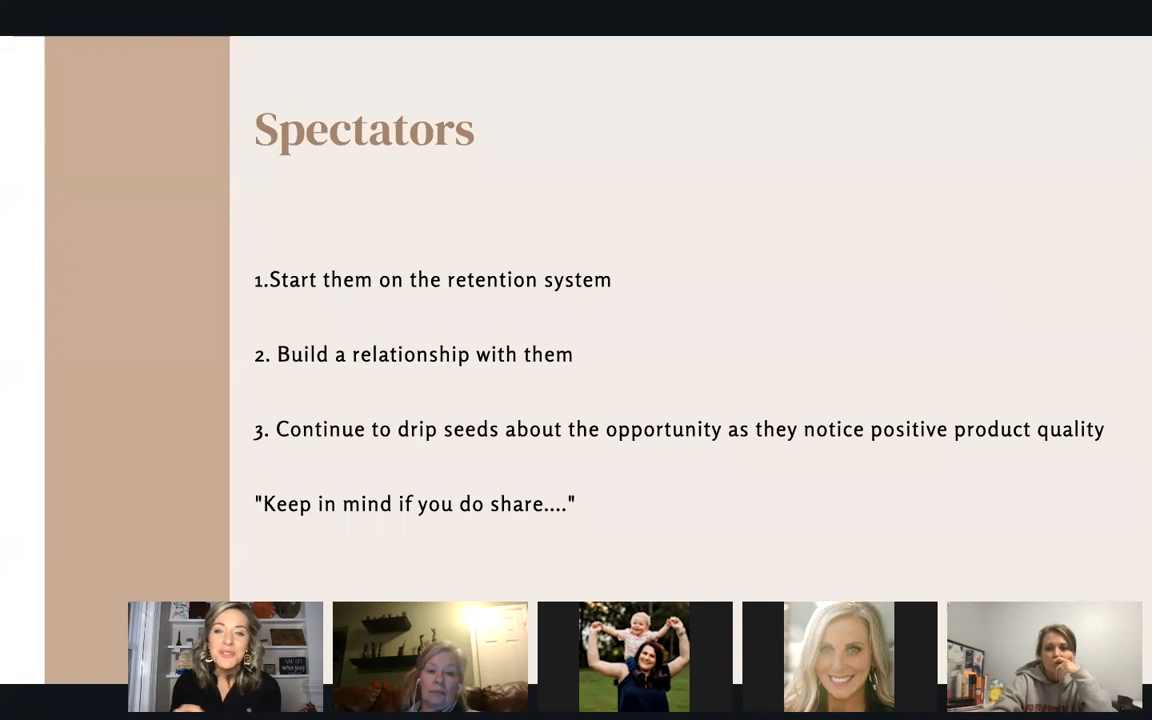 Spectators
1.Start them on the retention system
2. Build a relationship with them
3. Continue to drip seeds about the opportunity as they notice positive product quality
"Keep in mind if you do share...."